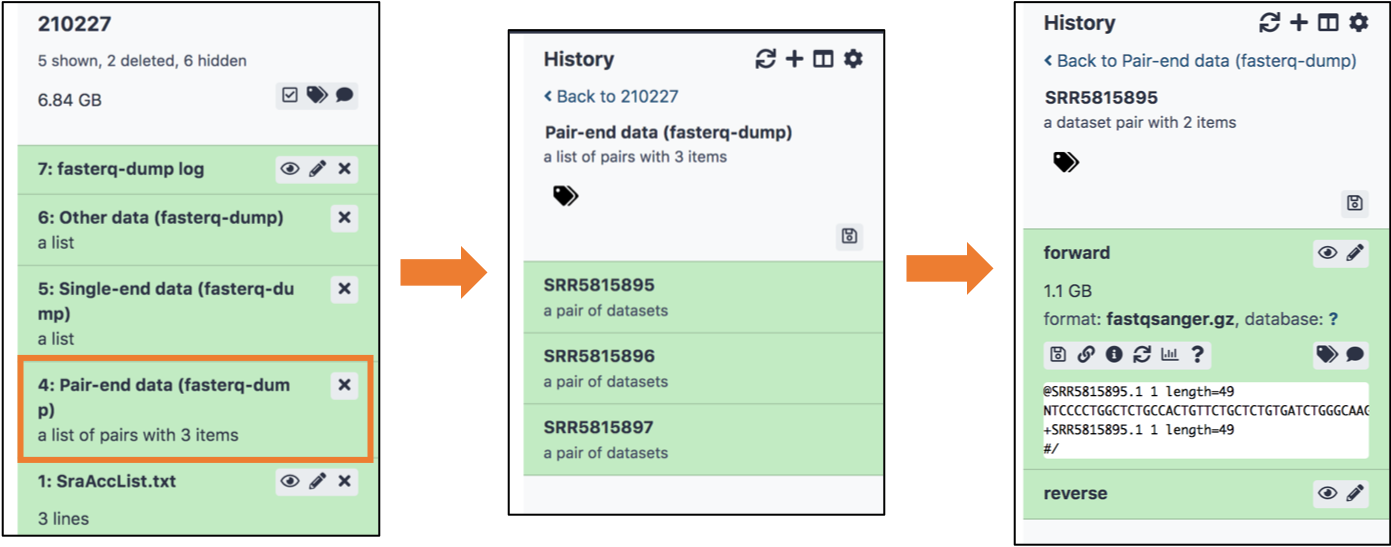 210227
5 shown, 2 deleted, 6 hidden
6.84 GB
7: fasterq-dump log
6: Other data (fasterq-dump)
a list
5: Single-end data (fasterq-du
mp)
a list
4: Pair-end data (fasterq-dum
p)
a list of pairs with 3 items
1: SraAccList.txt
3 lines
History
Back to 210227
Pair-end data (fasterq-dump)
a list of pairs with 3 items
SRR5815895
a pair of datasets
SRR5815896
a pair of datasets
SRR5815897
a pair of datasets
History
Back to Pair-end data (fasterq-dump)
SRR5815895
a dataset pair with 2 items
forward
1.1 GB
format: fastqsanger.gz, database: ?
@SRR5815895.1 1 length=49
NTCCCCTGGCTCTGCCACTGTTCTGCTCTGTGATCTGGGCAAG
+SRR5815895.1 1 length=49
#/
reverse